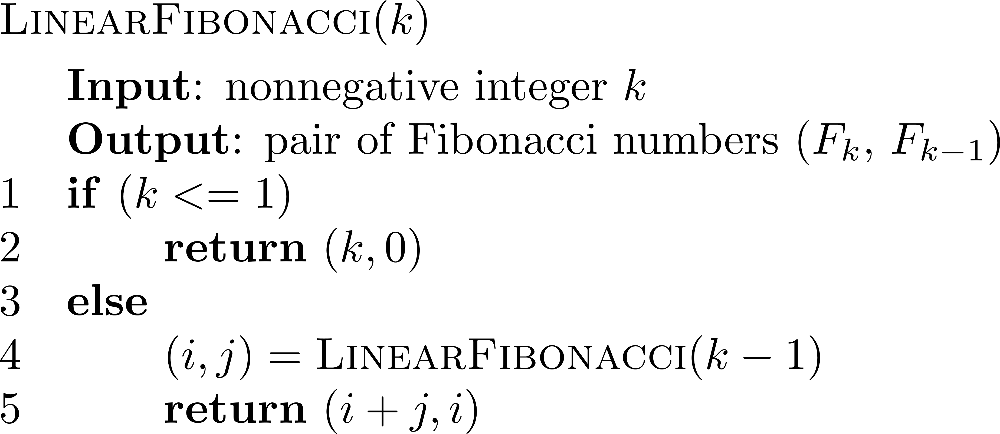 LINEARFIBONACCI(k)
Input: nonnegative integer k
Output: pair of Fibonacci numbers (F_k, F_{k−1})
1 if (k <= 1)
2 return (k, 0)
3 else
4 (i, j) = LINEARFIBONACCI(k − 1)
5 return (i + j, i)